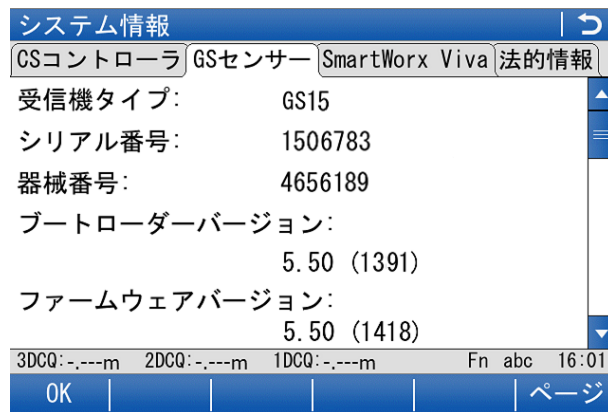 システム情報
CSコントローラ GSセンサー SmartWorx Viva 法的情報
受信機タイプ: GS15
シリアル番号: 1506783
器械番号: 4656189
ブートローダーバージョン:
5.50 (1391)
ファームウェアバージョン:
5.50 (1418)
3DCQ:-.---m 2DCQ:-.---m 1DCQ:-.---m Fn abc 16:01
OK ページ